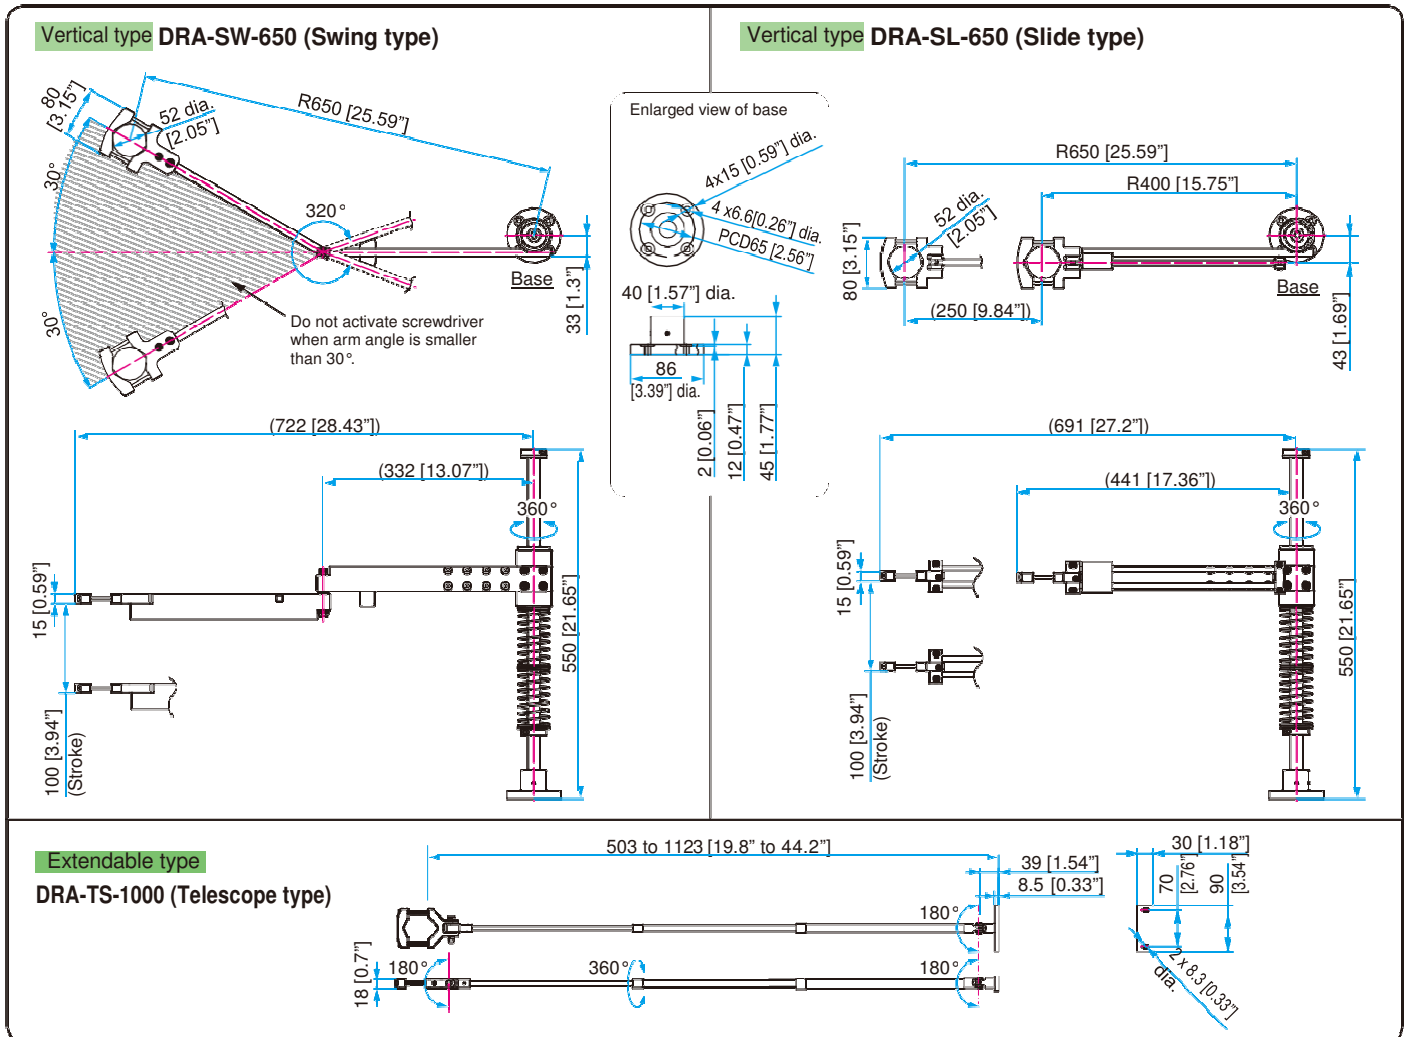 Vertical type DRA-SW-650 (Swing type)
80
[3.15”]
52 dia.
[2.05”]
R650 [25.59”]
30°
30°
320°
Base
33 [1.3”]
Do not activate screwdriver
when arm angle is smaller
than 30°.
(722 [28.43”])
(332 [13.07”])
360°
15 [0.59”]
100 [3.94”]
(Stroke)
550 [21.65”]
Enlarged view of base
4x15 [0.59”] dia.
4 x6.6[0.26”] dia.
PCD65 [2.56”]
40 [1.57”] dia.
86
[3.39”] dia.
2 [0.06”]
12 [0.47”]
45 [1.77”]
Vertical type DRA-SL-650 (Slide type)
R650 [25.59”]
R400 [15.75”]
52 dia.
[2.05”]
80 [3.15”]
(250 [9.84”])
Base
43 [1.69”]
(691 [27.2”])
(441 [17.36”])
360°
15 [0.59”]
100 [3.94”]
(Stroke)
550 [21.65”]
Extendable type
DRA-TS-1000 (Telescope type)
503 to 1123 [19.8” to 44.2”]
39 [1.54”]
8.5 [0.33”]
180°
18 [0.7”]
180°
360°
180°
30 [1.18”]
70
[2.76”]
90
[3.54”]
2 x 8.3 [0.33”]
dia.